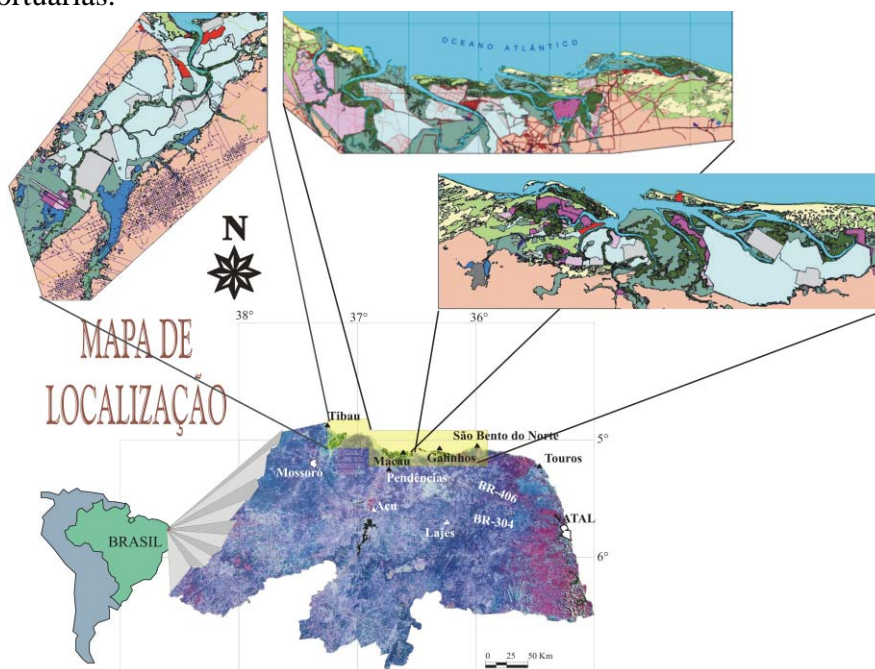 ortuárias.
OCEANO ATLÂNTICO
N
MAPA DE
LOCALIZAÇÃO
38°
37°
36°
Tibau
São Bento do Norte
5°
Macau
Galinhos
Touros
Mossoró
Pendências
BR-406
Açu
BR-304
Lajes
NATAL
BRASIL
6°
0 25 50 Km